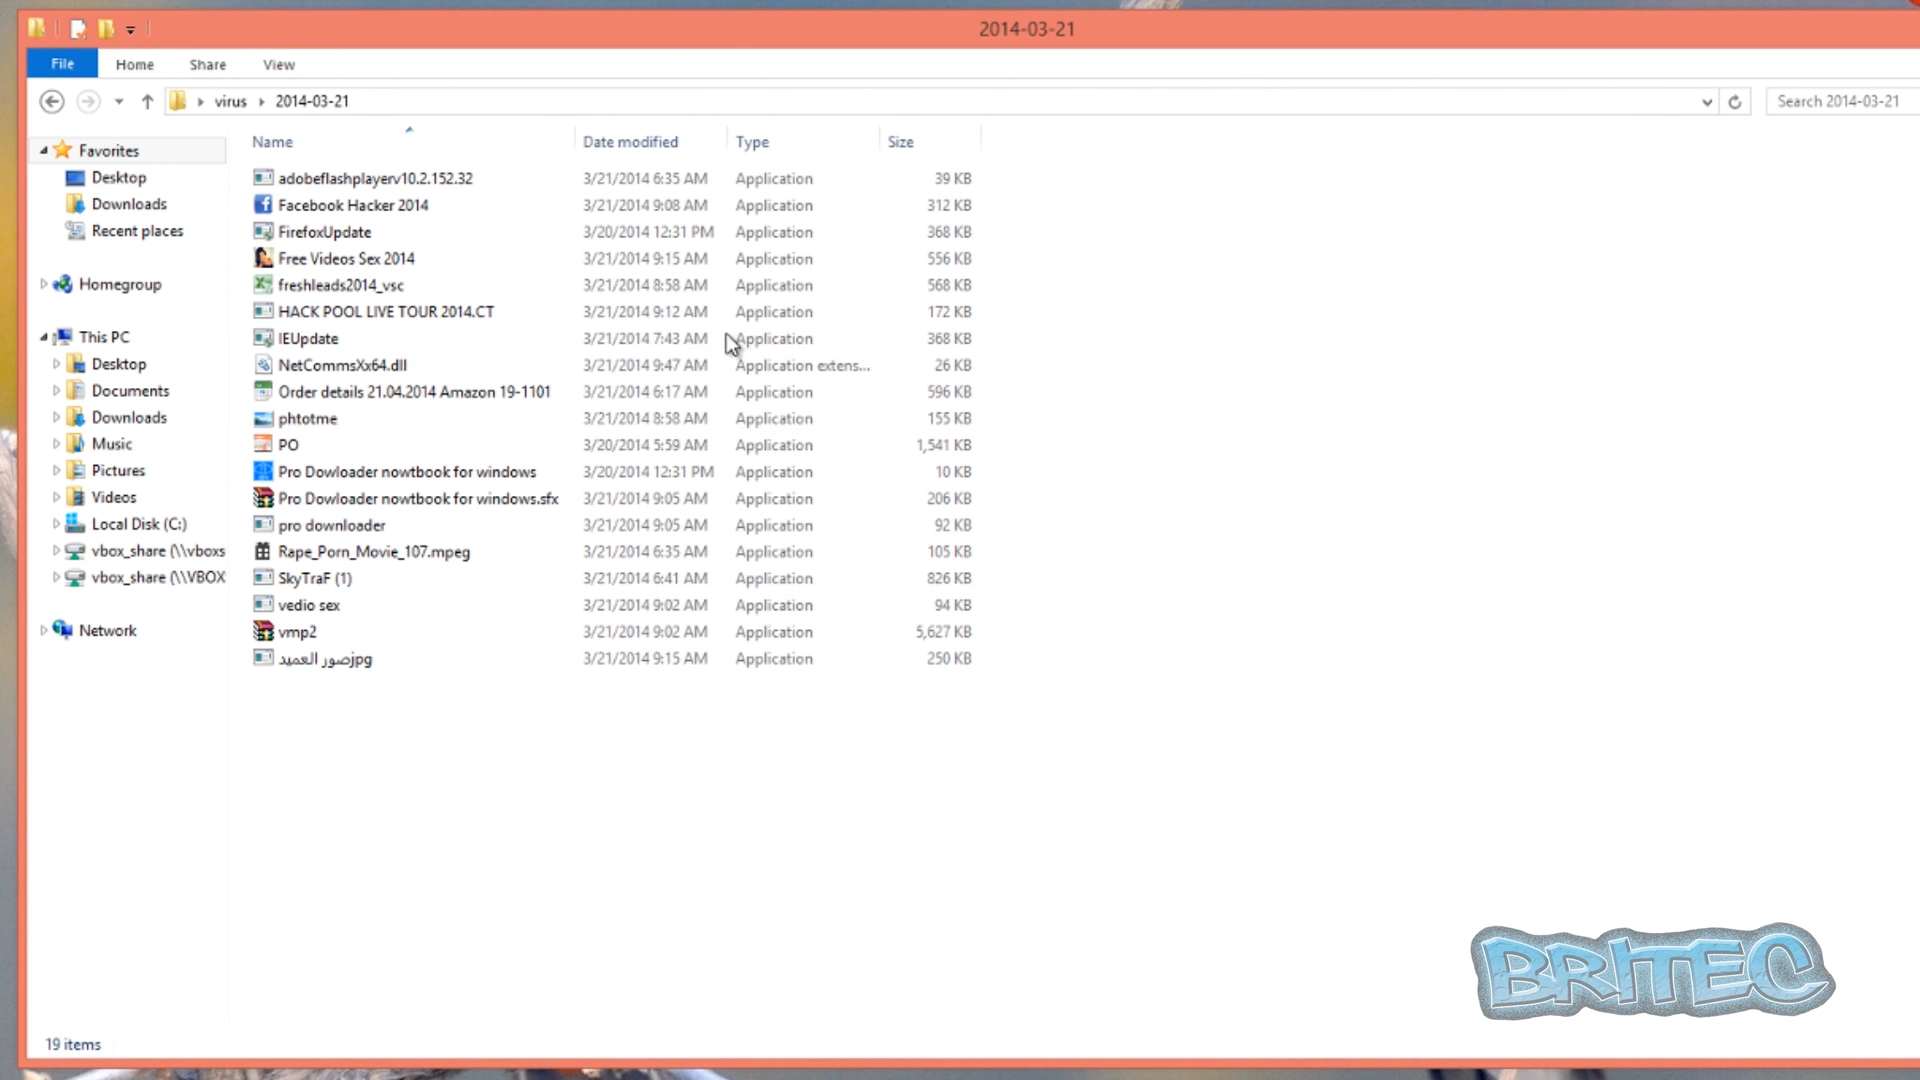 2014-03-21
File Home Share View
virus 2014-03-21 Search 2014-03-21
Name Date modified Type Size
Favorites
Desktop
Downloads
Recent places
Homegroup
This PC
Desktop
Documents
Downloads
Music
Pictures
Videos
Local Disk (C:)
vbox_share (\\vboxs
vbox_share (\\VBOX
Network
adobeflashplayerv10.2.152.32 3/21/2014 6:35 AM Application 39 KB
Facebook Hacker 2014 3/21/2014 9:08 AM Application 312 KB
FirefoxUpdate 3/20/2014 12:31 PM Application 368 KB
Free Videos Sex 2014 3/21/2014 9:15 AM Application 556 KB
freshleads2014_vsc 3/21/2014 8:58 AM Application 568 KB
HACK POOL LIVE TOUR 2014.CT 3/21/2014 9:12 AM Application 172 KB
IEUpdate 3/21/2014 7:43 AM Application 368 KB
NetCommsXx64.dll 3/21/2014 9:47 AM Application extens... 26 KB
Order details 21.04.2014 Amazon 19-1101 3/21/2014 6:17 AM Application 596 KB
phtotme 3/21/2014 8:58 AM Application 155 KB
PO 3/20/2014 5:59 AM Application 1,541 KB
Pro Dowloader nowtbook for windows 3/20/2014 12:31 PM Application 10 KB
Pro Dowloader nowtbook for windows.sfx 3/21/2014 9:05 AM Application 206 KB
pro downloader 3/21/2014 9:05 AM Application 92 KB
Rape_Porn_Movie_107.mpeg 3/21/2014 6:35 AM Application 105 KB
SkyTraF (1) 3/21/2014 6:41 AM Application 826 KB
vedio sex 3/21/2014 9:02 AM Application 94 KB
vmp2 3/21/2014 9:02 AM Application 5,627 KB
صور العميدjpg 3/21/2014 9:15 AM Application 250 KB
BRITEC
19 items